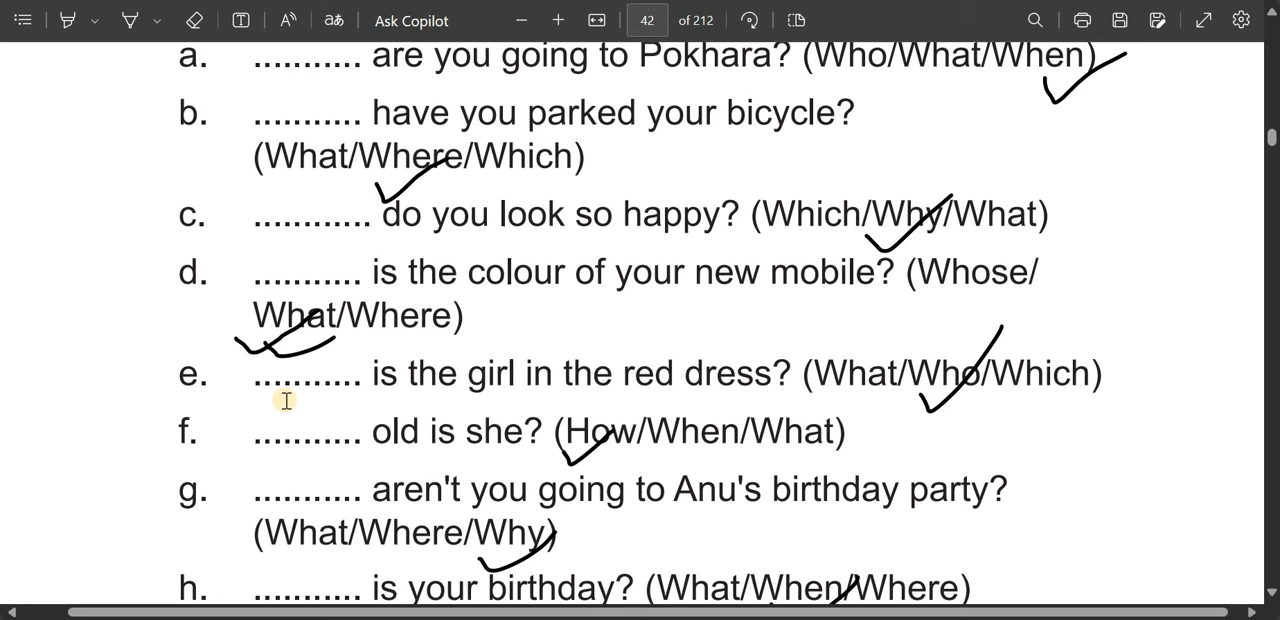 aあ Ask Copilot 42 of 212
a. ........... are you going to Pokhara? (Who/What/When)
b. ........... have you parked your bicycle?
(What/Where/Which)
c. ............ do you look so happy? (Which/Why/What)
d. ........... is the colour of your new mobile? (Whose/
What/Where)
e. ........... is the girl in the red dress? (What/Who/Which)
f. ........... old is she? (How/When/What)
g. ........... aren't you going to Anu's birthday party?
(What/Where/Why)
h. ........... is your birthday? (What/When/Where)